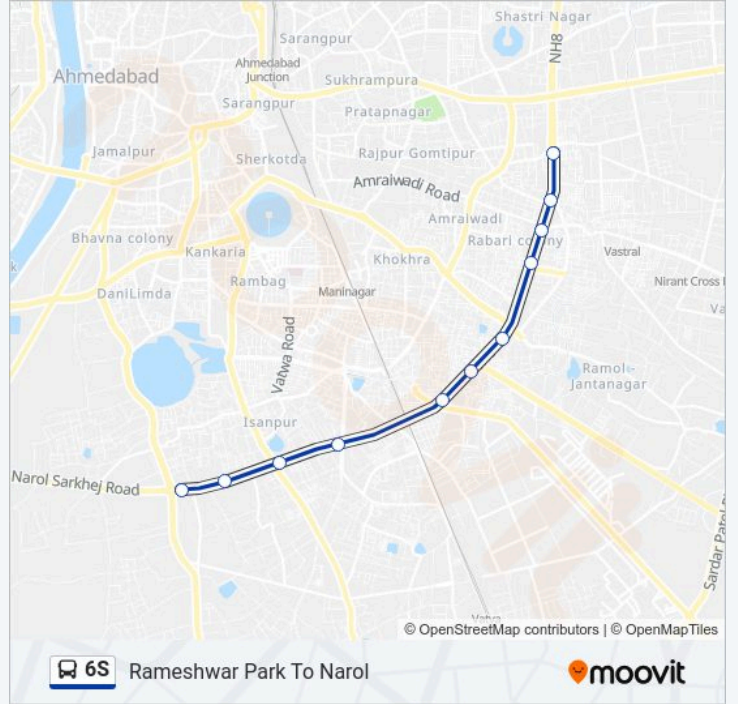 Shastri Nagar
Sarangpur
NH8
Ahmedabad
Ahmedabad
Junction
Sukhrampura
Sarangpur
Pratapnagar
Jamalpur
Sherkotda
Rajpur Gomtipur
Amraiwadi Road
Amraiwadi
Bhavna colony
Rabari colony
Kankaria
Vastral
Khokhra
k
Rambag
Nirant Cross
DaniLimda
Maninagar
Va
Vatwa Road
Ramol-
Jantanagar
Isanpur
Narol Sarkhej Road
Sardar Patel
Vatva
© OpenStreetMap contributors | © OpenMapTiles
6S Rameshwar Park To Narol
moovit